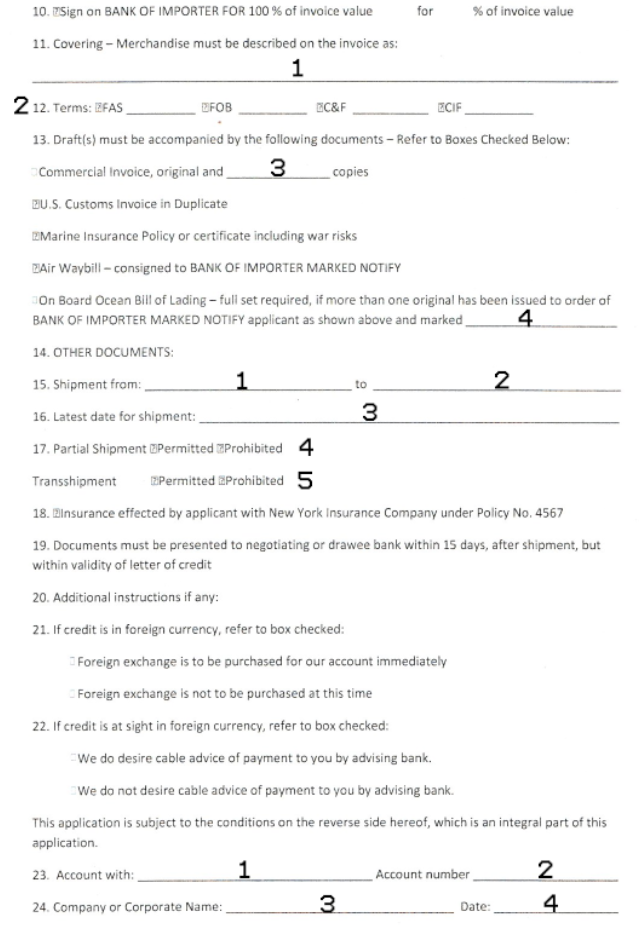 10. Sign on BANK OF IMPORTER FOR 100 % of invoice value for % of invoice value
11. Covering – Merchandise must be described on the invoice as:
1
2 12. Terms: FAS ________ FOB ________ C&F ________ CIF ________
13. Draft(s) must be accompanied by the following documents – Refer to Boxes Checked Below:
Commercial Invoice, original and ____3____ copies
U.S. Customs Invoice in Duplicate
Marine Insurance Policy or certificate including war risks
Air Waybill – consigned to BANK OF IMPORTER MARKED NOTIFY
On Board Ocean Bill of Lading – full set required, if more than one original has been issued to order of
BANK OF IMPORTER MARKED NOTIFY applicant as shown above and marked ____4____
14. OTHER DOCUMENTS:
15. Shipment from: ____1____ to ____2____
16. Latest date for shipment: ____3____
17. Partial Shipment Permitted Prohibited 4
Transshipment Permitted Prohibited 5
18. Insurance effected by applicant with New York Insurance Company under Policy No. 4567
19. Documents must be presented to negotiating or drawee bank within 15 days, after shipment, but
within validity of letter of credit
20. Additional instructions if any:
21. If credit is in foreign currency, refer to box checked:
Foreign exchange is to be purchased for our account immediately
Foreign exchange is not to be purchased at this time
22. If credit is at sight in foreign currency, refer to box checked:
We do desire cable advice of payment to you by advising bank.
We do not desire cable advice of payment to you by advising bank.
This application is subject to the conditions on the reverse side hereof, which is an integral part of this
application.
23. Account with: ____1____ Account number ____2____
24. Company or Corporate Name: ____3____ Date: ____4____